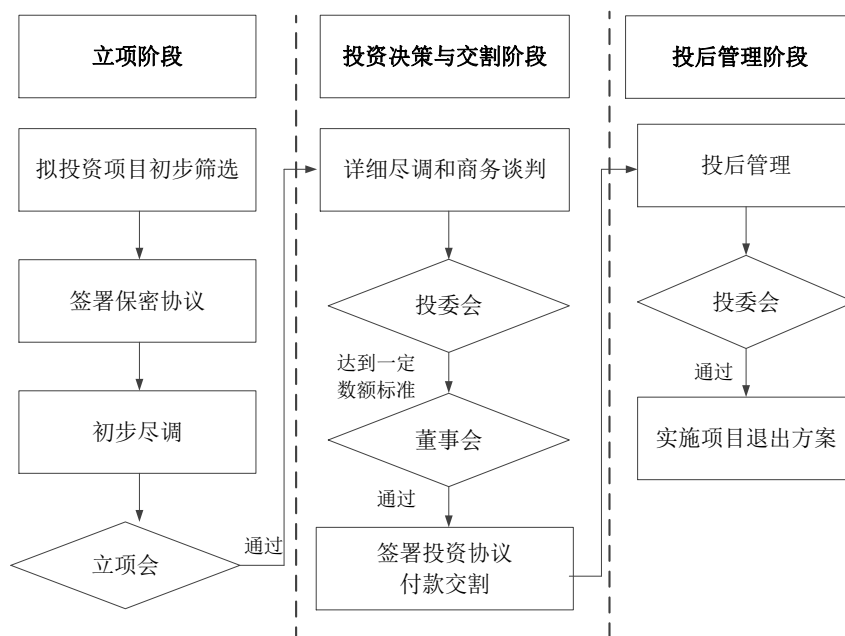 立项阶段
拟投资项目初步筛选
签署保密协议
初步尽调
立项会
通过
投资决策与交割阶段
详细尽调和商务谈判
投委会
达到一定
数额标准
董事会
通过
签署投资协议
付款交割
投后管理阶段
投后管理
投委会
通过
实施项目退出方案